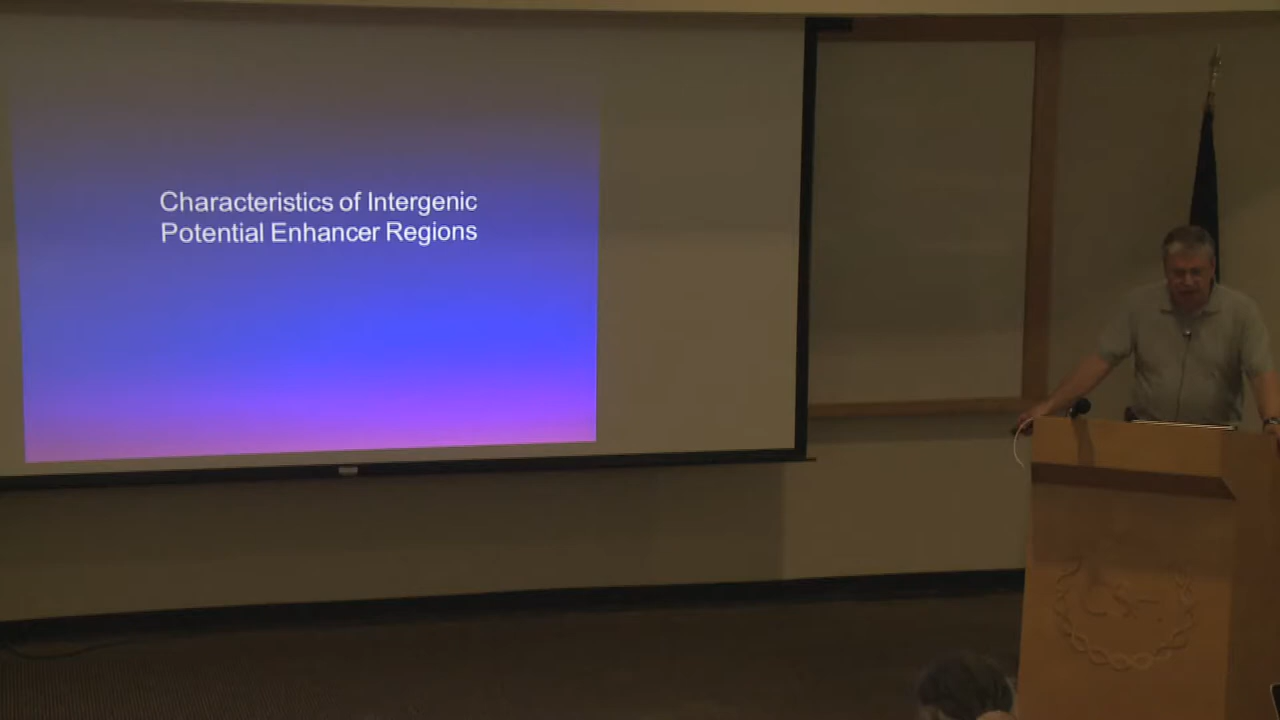 Characteristics of Intergenic
Potential Enhancer Regions